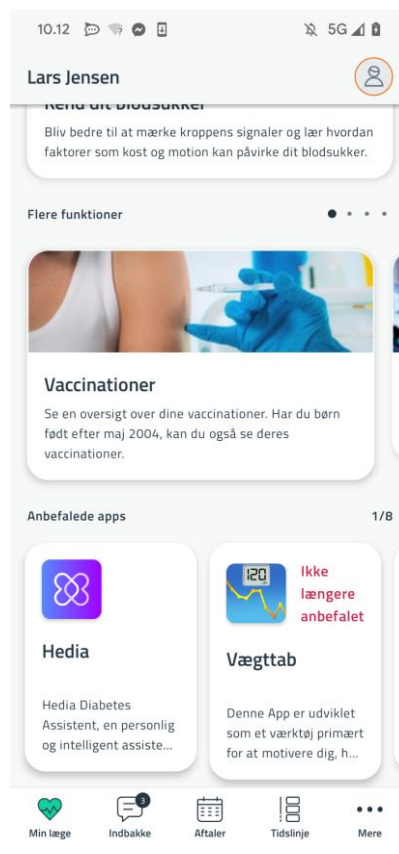 10.12
5G
Lars Jensen
Kend dit blodsukker
Bliv bedre til at mærke kroppens signaler og lær hvordan
faktorer som kost og motion kan påvirke dit blodsukker.
Flere funktioner
Vaccinationer
Se en oversigt over dine vaccinationer. Har du børn
født efter maj 2004, kan du også se deres
vaccinationer.
Anbefalede apps
1/8
Hedia
Hedia Diabetes
Assistent, en personlig
og intelligent assiste...
120
Ikke
længere
anbefalet
Vægttab
Denne App er udviklet
som et værktøj primært
for at motivere dig, h...
3
Min læge
Indbakke
Aftaler
Tidslinje
Mere